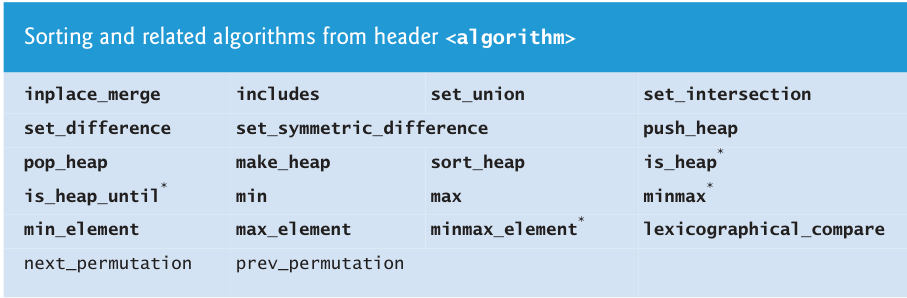 Sorting and related algorithms from header <algorithm>
inplace_merge includes set_union set_intersection
set_difference set_symmetric_difference push_heap
pop_heap make_heap sort_heap is_heap*
is_heap_until* min max minmax*
min_element max_element minmax_element* lexicographical_compare
next_permutation prev_permutation